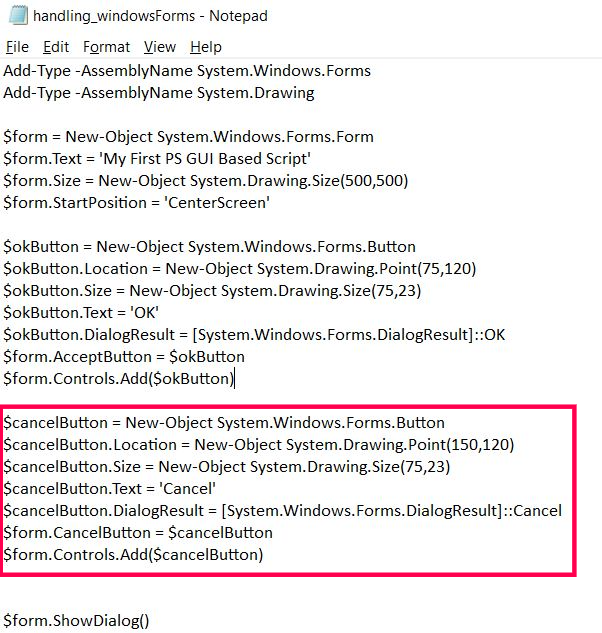 handling_windowsForms - Notepad
File Edit Format View Help
Add-Type -AssemblyName System.Windows.Forms
Add-Type -AssemblyName System.Drawing
$form = New-Object System.Windows.Forms.Form
$form.Text = 'My First PS GUI Based Script'
$form.Size = New-Object System.Drawing.Size(500,500)
$form.StartPosition = 'CenterScreen'
$okButton = New-Object System.Windows.Forms.Button
$okButton.Location = New-Object System.Drawing.Point(75,120)
$okButton.Size = New-Object System.Drawing.Size(75,23)
$okButton.Text = 'OK'
$okButton.DialogResult = [System.Windows.Forms.DialogResult]::OK
$form.AcceptButton = $okButton
$form.Controls.Add($okButton)
$cancelButton = New-Object System.Windows.Forms.Button
$cancelButton.Location = New-Object System.Drawing.Point(150,120)
$cancelButton.Size = New-Object System.Drawing.Size(75,23)
$cancelButton.Text = 'Cancel'
$cancelButton.DialogResult = [System.Windows.Forms.DialogResult]::Cancel
$form.CancelButton = $cancelButton
$form.Controls.Add($cancelButton)
$form.ShowDialog()